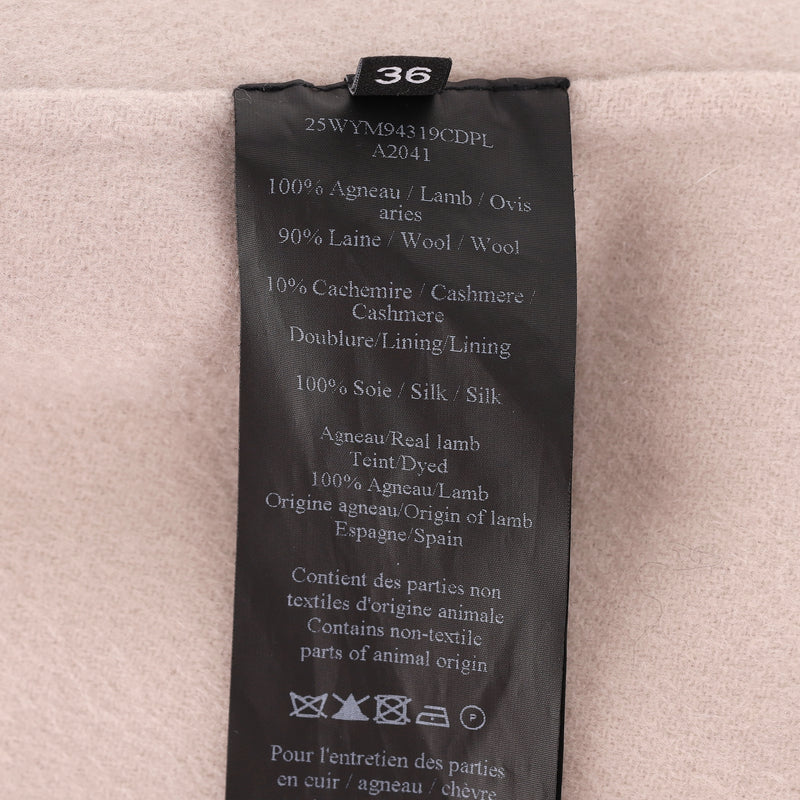 36
25WYM94319CDPL
A2041
100% Agneau / Lamb / Ovis
aries
90% Laine / Wool / Wool
10% Cachemire / Cashmere /
Cashmere
Doublure/Lining/Lining
100% Soie / Silk / Silk
Agneau/Real lamb
Teint/Dyed
100% Agneau/Lamb
Origine agneau/Origin of lamb
Espagne/Spain
Contient des parties non
textiles d'origine animale
Contains non-textile
parts of animal origin
P
Pour l'entretien des parties
en cuir / agneau / chèvre